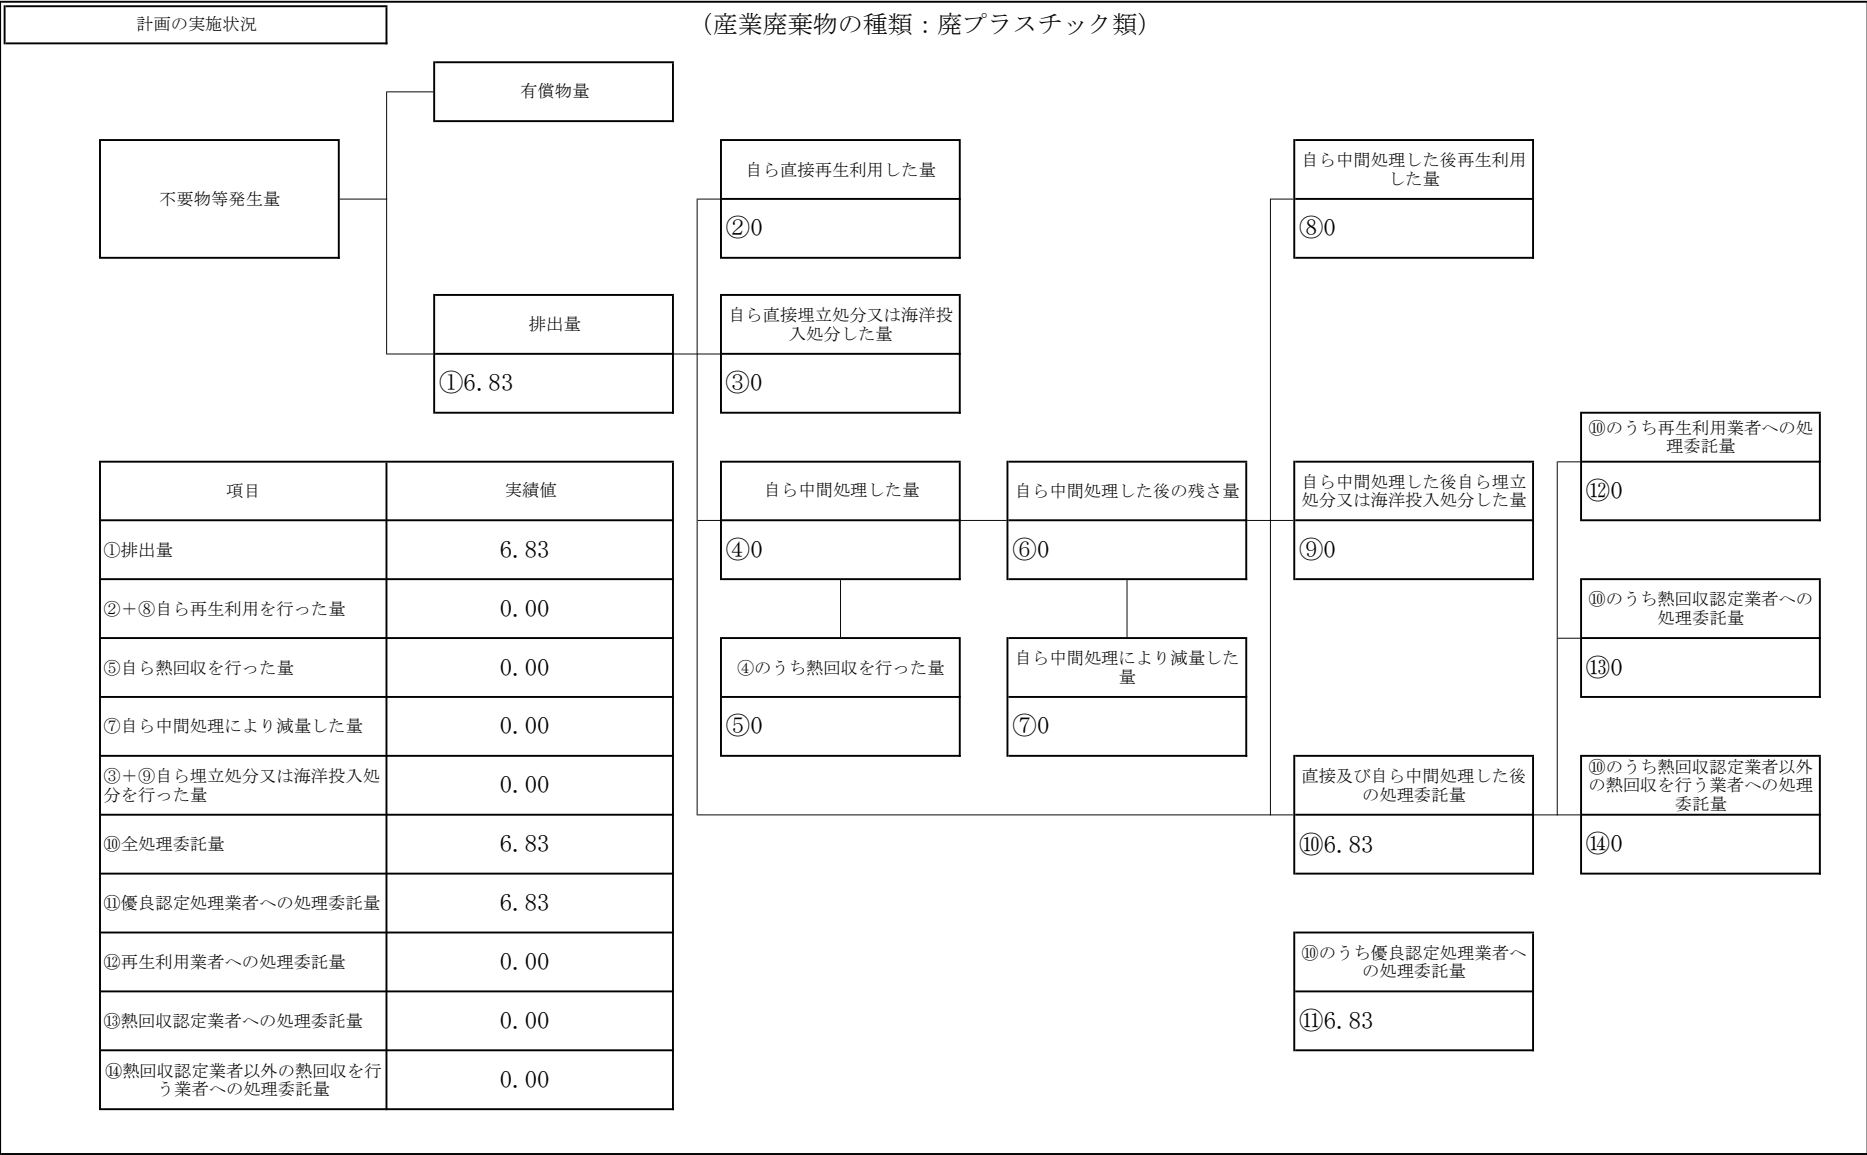 計画の実施状況
（産業廃棄物の種類：廃プラスチック類）
有償物量
不要物等発生量
自ら直接再生利用した量
②0
自ら中間処理した後再生利用
した量
⑧0
排出量
①6.83
自ら直接埋立処分又は海洋投
入処分した量
③0
⑩のうち再生利用業者への処
理委託量
⑫0
自ら中間処理した量
④0
自ら中間処理した後の残さ量
⑥0
自ら中間処理した後自ら埋立
処分又は海洋投入処分した量
⑨0
⑩のうち熱回収認定業者への
処理委託量
⑬0
④のうち熱回収を行った量
⑤0
自ら中間処理により減量した
量
⑦0
直接及び自ら中間処理した後
の処理委託量
⑩6.83
⑩のうち熱回収認定業者以外
の熱回収を行う業者への処理
委託量
⑭0
⑩のうち優良認定処理業者へ
の処理委託量
⑪6.83
項目 実績値
①排出量 6.83
②＋⑧自ら再生利用を行った量 0.00
⑤自ら熱回収を行った量 0.00
⑦自ら中間処理により減量した量 0.00
③＋⑨自ら埋立処分又は海洋投入処
分を行った量 0.00
⑩全処理委託量 6.83
⑪優良認定処理業者への処理委託量 6.83
⑫再生利用業者への処理委託量 0.00
⑬熱回収認定業者への処理委託量 0.00
⑭熱回収認定業者以外の熱回収を行
う業者への処理委託量 0.00